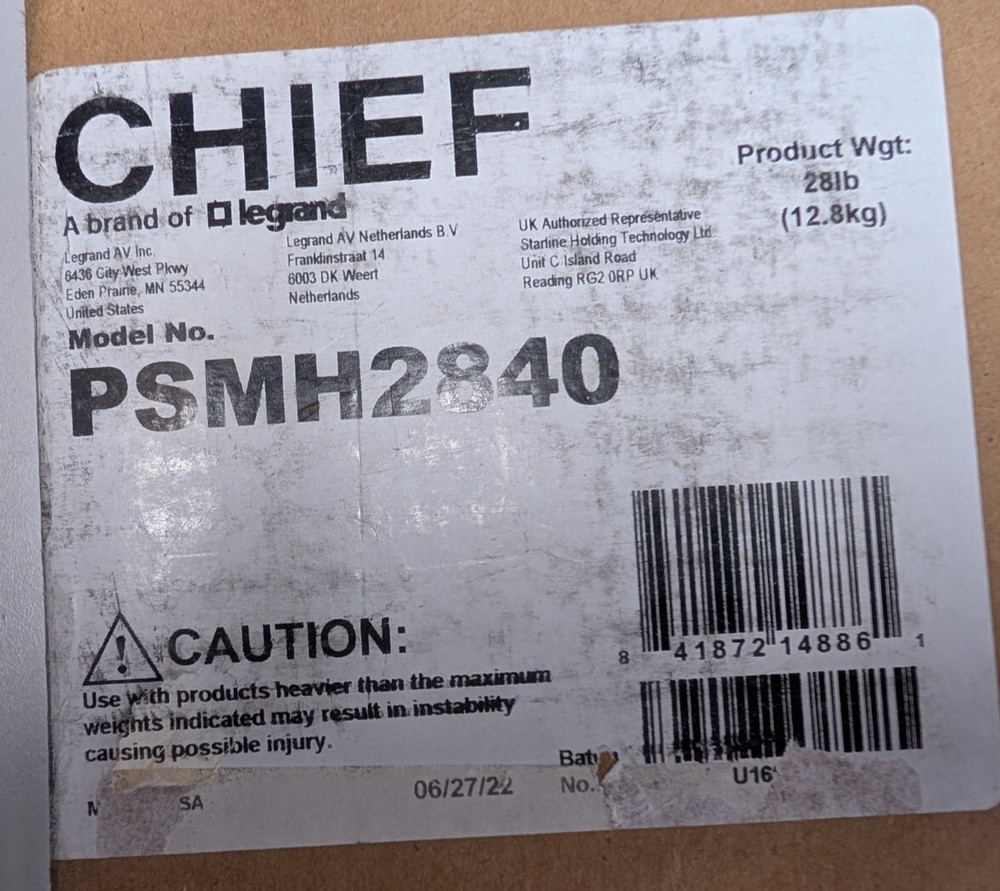 CHIEF
A brand of legrand
Product Wgt:
28lb
(12.8kg)
Legrand AV Inc.
6436 City West Pkwy
Eden Prairie, MN 55344
United States
Legrand AV Netherlands B.V
Franklinstraat 14
6003 DK Weert
Netherlands
UK Authorized Representative
Starline Holding Technology Ltd
Unit C Island Road
Reading RG2 0RP UK
Model No.
PSMH2840
8 41872 14886 1
! CAUTION:
Use with products heavier than the maximum
weights indicated may result in instability
causing possible injury.
06/27/22
No.